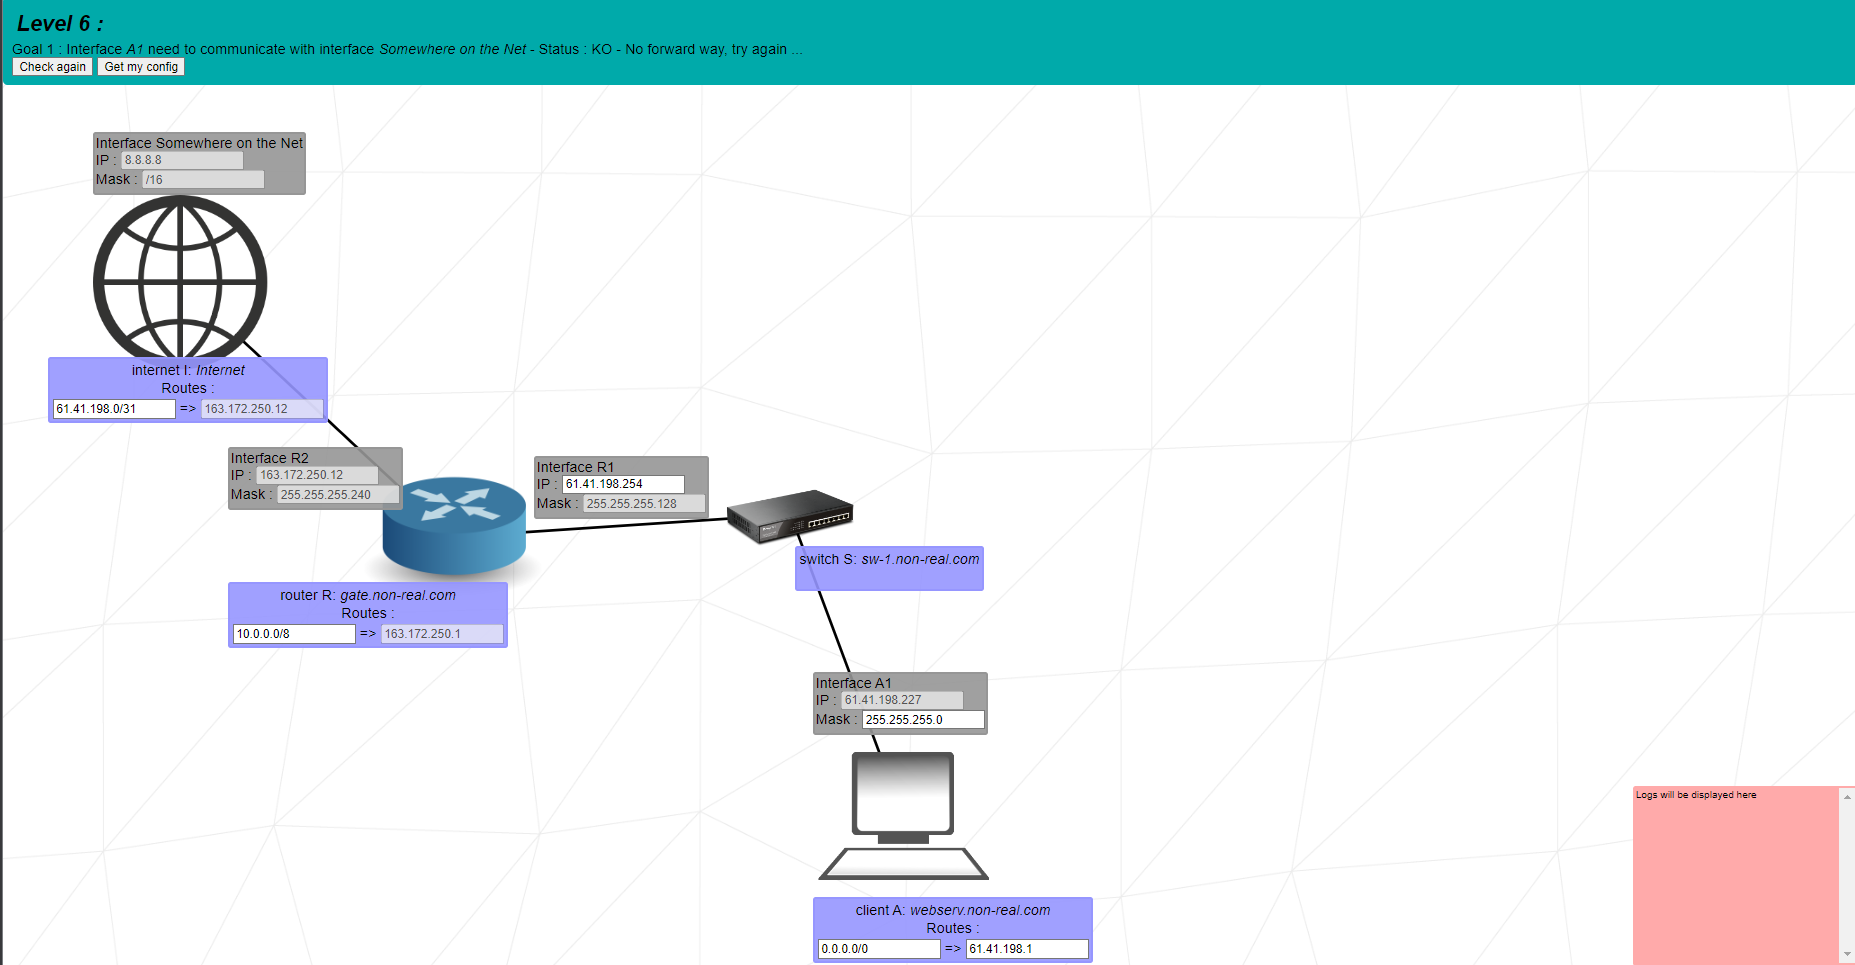 Level 6 :
Goal 1 : Interface A1 need to communicate with interface Somewhere on the Net - Status : KO - No forward way, try again ...
Check again Get my config
Interface Somewhere on the Net
IP : 8.8.8.8
Mask : /16
internet I: Internet
Routes :
61.41.198.0/31 => 163.172.250.12
Interface R2
IP : 163.172.250.12
Mask : 255.255.255.240
Interface R1
IP : 61.41.198.254
Mask : 255.255.255.128
switch S: sw-1.non-real.com
router R: gate.non-real.com
Routes :
10.0.0.0/8 => 163.172.250.1
Interface A1
IP : 61.41.198.227
Mask : 255.255.255.0
client A: webserv.non-real.com
Routes :
0.0.0.0/0 => 61.41.198.1
Logs will be displayed here